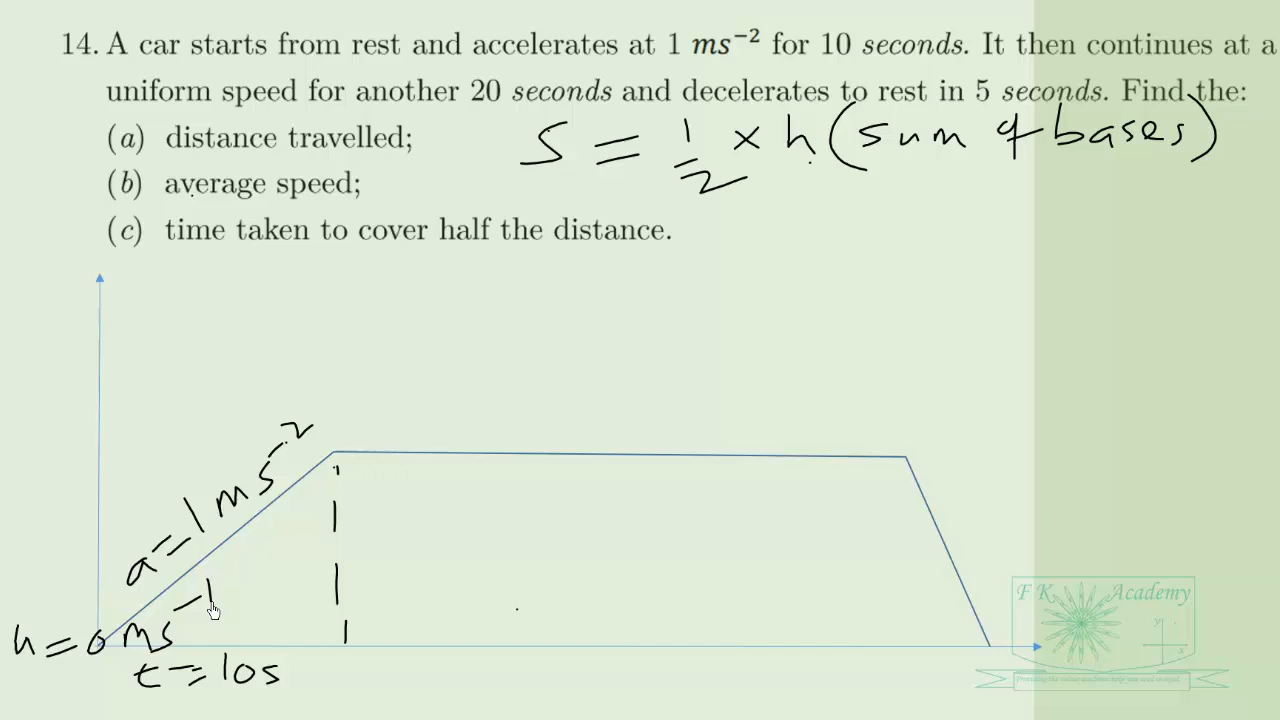 14. A car starts from rest and accelerates at 1 ms⁻² for 10 seconds. It then continues at a
uniform speed for another 20 seconds and decelerates to rest in 5 seconds. Find the:
(a) distance travelled;
S = 1/2 × h (sum of bases)
(b) average speed;
(c) time taken to cover half the distance.
a = 1 ms⁻²
u = 0 ms⁻¹
t = 10s
F K Academy
y
x